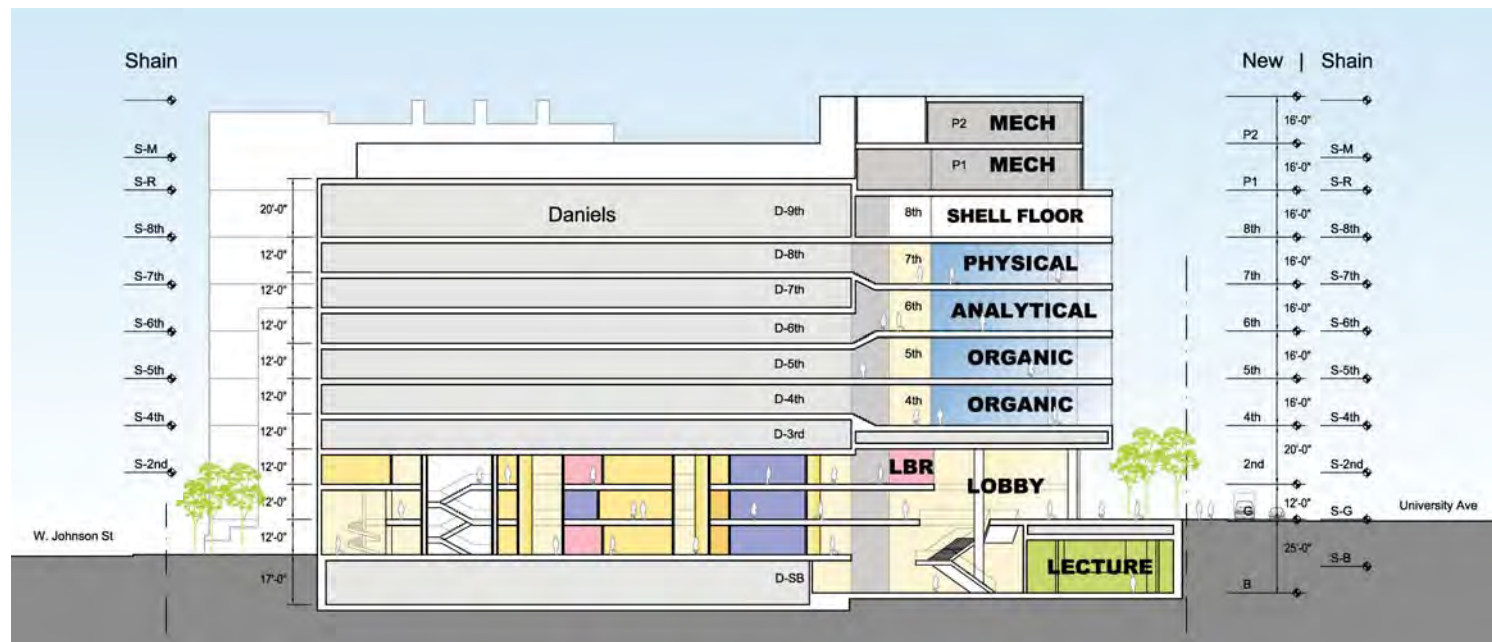 Shain
New | Shain
S-M
S-R
S-8th
S-7th
S-6th
S-5th
S-4th
S-2nd
W. Johnson St
20'-0"
12'-0"
12'-0"
12'-0"
12'-0"
12'-0"
12'-0"
12'-0"
12'-0"
12'-0"
17'-0"
Daniels
D-9th
D-8th
D-7th
D-6th
D-5th
D-4th
D-3rd
D-SB
P2 MECH
P1 MECH
8th SHELL FLOOR
7th PHYSICAL
6th ANALYTICAL
5th ORGANIC
4th ORGANIC
LBR
LOBBY
LECTURE
16'-0"
P2
16'-0"
P1
16'-0"
8th
16'-0"
7th
16'-0"
6th
16'-0"
5th
16'-0"
4th
20'-0"
2nd
12'-0"
G
25'-0"
B
S-M
S-R
S-8th
S-7th
S-6th
S-5th
S-4th
S-2nd
S-G
S-B
University Ave